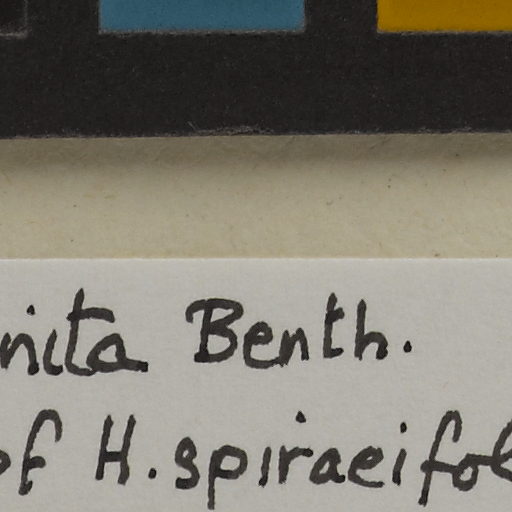 nita Benth.
of H. spiraeifol